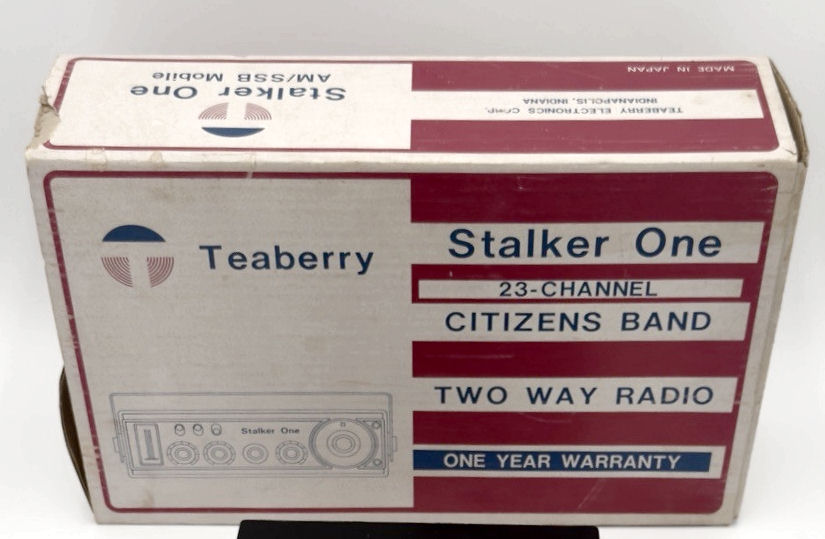 MADE IN JAPAN
TEABERRY ELECTRONICS CORP.
INDIANAPOLIS, INDIANA
Stalker One
AM/SSB Mobile
Teaberry
Stalker One
23-CHANNEL
CITIZENS BAND
TWO WAY RADIO
ONE YEAR WARRANTY
Stalker One